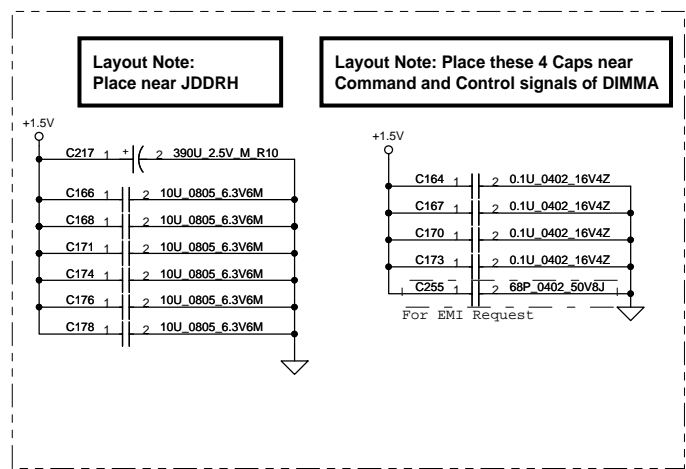 Layout Note:
Place near JDDRH
Layout Note: Place these 4 Caps near
Command and Control signals of DIMMA
+1.5V
C217 1 + 2 390U_2.5V_M_R10
C166 1 2 10U_0805_6.3V6M
C168 1 2 10U_0805_6.3V6M
C171 1 2 10U_0805_6.3V6M
C174 1 2 10U_0805_6.3V6M
C176 1 2 10U_0805_6.3V6M
C178 1 2 10U_0805_6.3V6M
+1.5V
C164 1 2 0.1U_0402_16V4Z
C167 1 2 0.1U_0402_16V4Z
C170 1 2 0.1U_0402_16V4Z
C173 1 2 0.1U_0402_16V4Z
C255 1 2 68P_0402_50V8J
For EMI Request